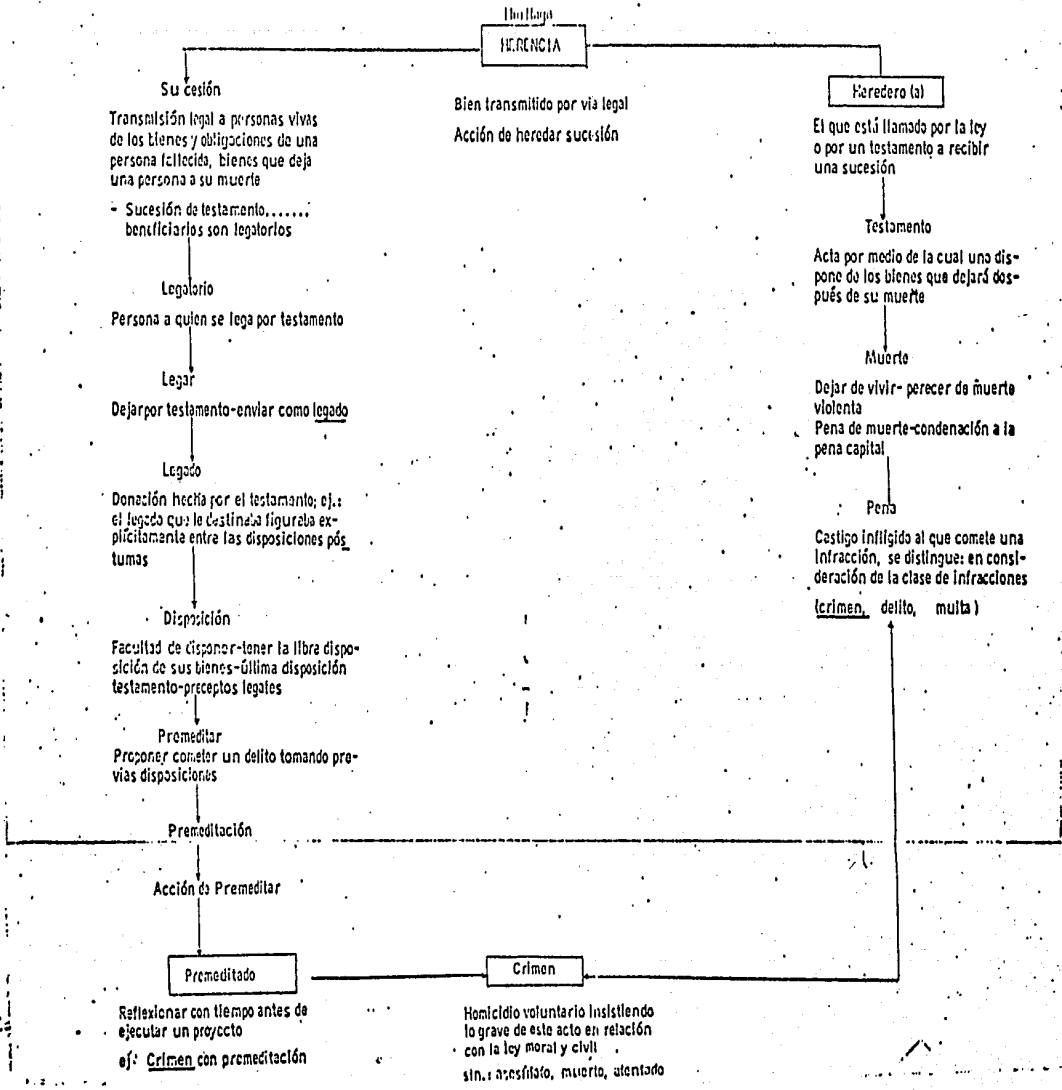 HERENCIA
Bien transmitido por via legal
Acción de heredar sucesión
Su cesión
Transmisión legal a personas vivas
de los bienes y obligaciones de una
persona fallecida, bienes que deja
una persona a su muerte
- Sucesión de testamento.......
beneficiarios son legatorios
Legatorio
Persona a quien se lega por testamento
Legar
Dejar por testamento-enviar como legado
Legado
Donación hecha por el testamento; ej.:
el legado que le destinaba figuraba ex-
plícitamente entre las disposiciones pós
tumas
Disposición
Facultad de disponer-tener la libre dispo-
sición de sus bienes-última disposición
testamento-preceptos legales
Premeditar
Proponer cometer un delito tomando pre-
vias disposiciones
Premeditación
Acción de Premeditar
Premeditado
Reflexionar con tiempo antes de
ejecutar un proyecto
ej: Crimen con premeditación
Heredero (a)
El que está llamado por la ley
o por un testamento a recibir
una sucesión
Testamento
Acta por medio de la cual uno dis-
pone de los bienes que dejará des-
pués de su muerte
Muerte
Dejar de vivir- perecer de muerte
violenta
Pena de muerte-condenación a la
pena capital
Pena
Castigo infligido al que comete una
infracción, se distingue: en consi-
deración de la clase de infracciones
(crimen, delito, multa)
Crimen
Homicidio voluntario insistiendo
lo grave de este acto en relación
con la ley moral y civil
sin.: asesinato, muerto, atentado